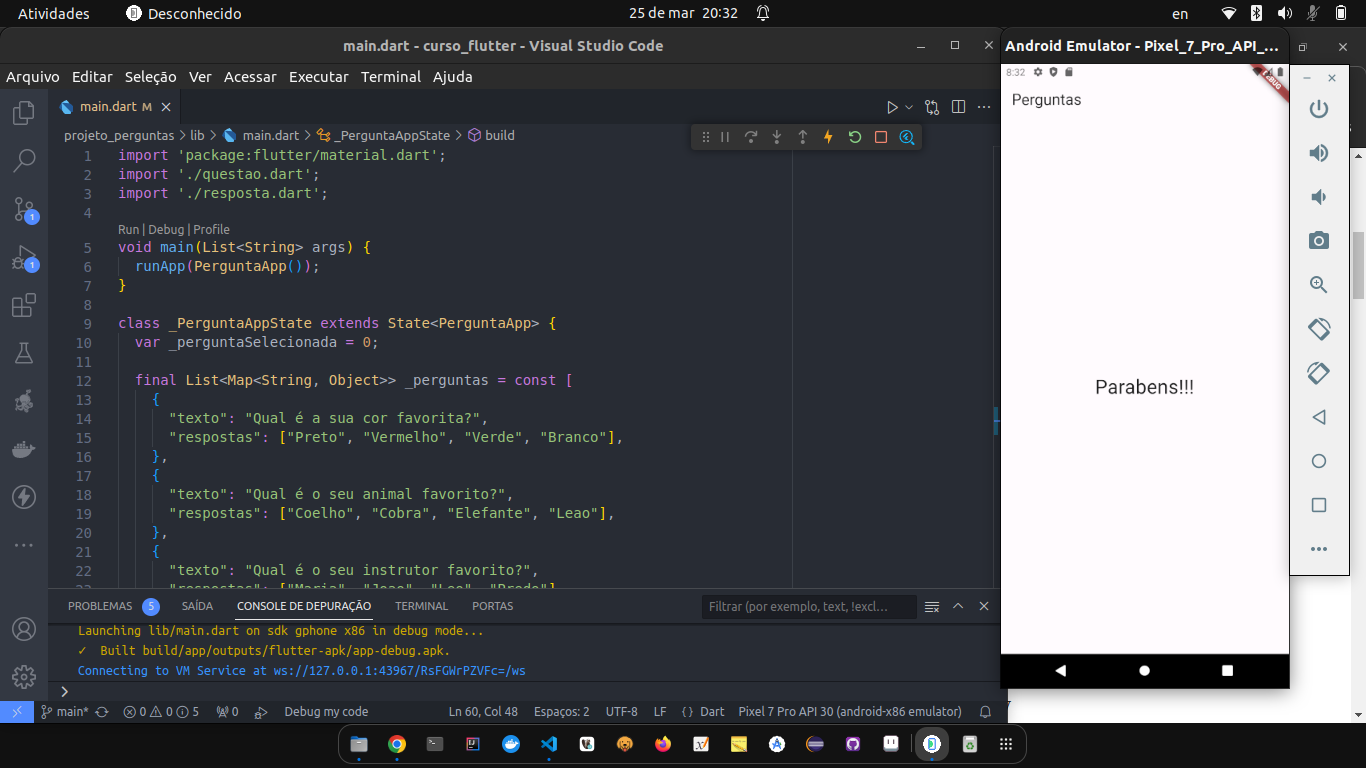 Atividades
Desconhecido
25 de mar 20:32
en
main.dart - curso_flutter - Visual Studio Code
Arquivo Editar Seleção Ver Acessar Executar Terminal Ajuda
main.dart M
projeto_perguntas > lib > main.dart > _PerguntaAppState > build
1 import 'package:flutter/material.dart';
2 import './questao.dart';
3 import './resposta.dart';
4
Run | Debug | Profile
5 void main(List<String> args) {
6 runApp(PerguntaApp());
7 }
8
9 class _PerguntaAppState extends State<PerguntaApp> {
10 var _perguntaSelecionada = 0;
11
12 final List<Map<String, Object>> _perguntas = const [
13 {
14 "texto": "Qual é a sua cor favorita?",
15 "respostas": ["Preto", "Vermelho", "Verde", "Branco"],
16 },
17 {
18 "texto": "Qual é o seu animal favorito?",
19 "respostas": ["Coelho", "Cobra", "Elefante", "Leao"],
20 },
21 {
22 "texto": "Qual é o seu instrutor favorito?",
1
1
PROBLEMAS 5 SAÍDA CONSOLE DE DEPURAÇÃO TERMINAL PORTAS
Filtrar (por exemplo, text, !excl...
Launching lib/main.dart on sdk gphone x86 in debug mode...
✓ Built build/app/outputs/flutter-apk/app-debug.apk.
Connecting to VM Service at ws://127.0.0.1:43967/RsFGWrPZVFc=/ws
main* 0 0 5 0 Debug my code
Ln 60, Col 48 Espaços: 2 UTF-8 LF {} Dart Pixel 7 Pro API 30 (android-x86 emulator)
Android Emulator - Pixel_7_Pro_API_...
8:32
DEBUG
Perguntas
Parabens!!!